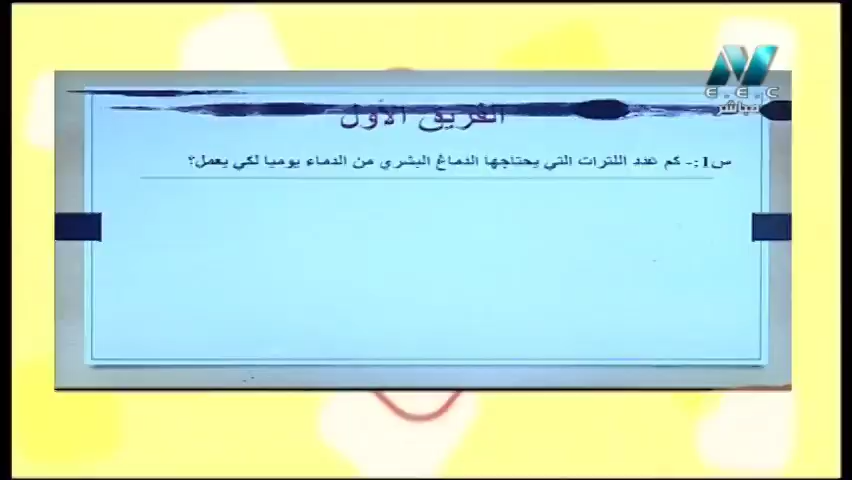 E.E.C
مباشر
الفريق الأول
س1:- كم عدد اللترات التي يحتاجها الدماغ البشري من الدماء يوميا لكي يعمل؟